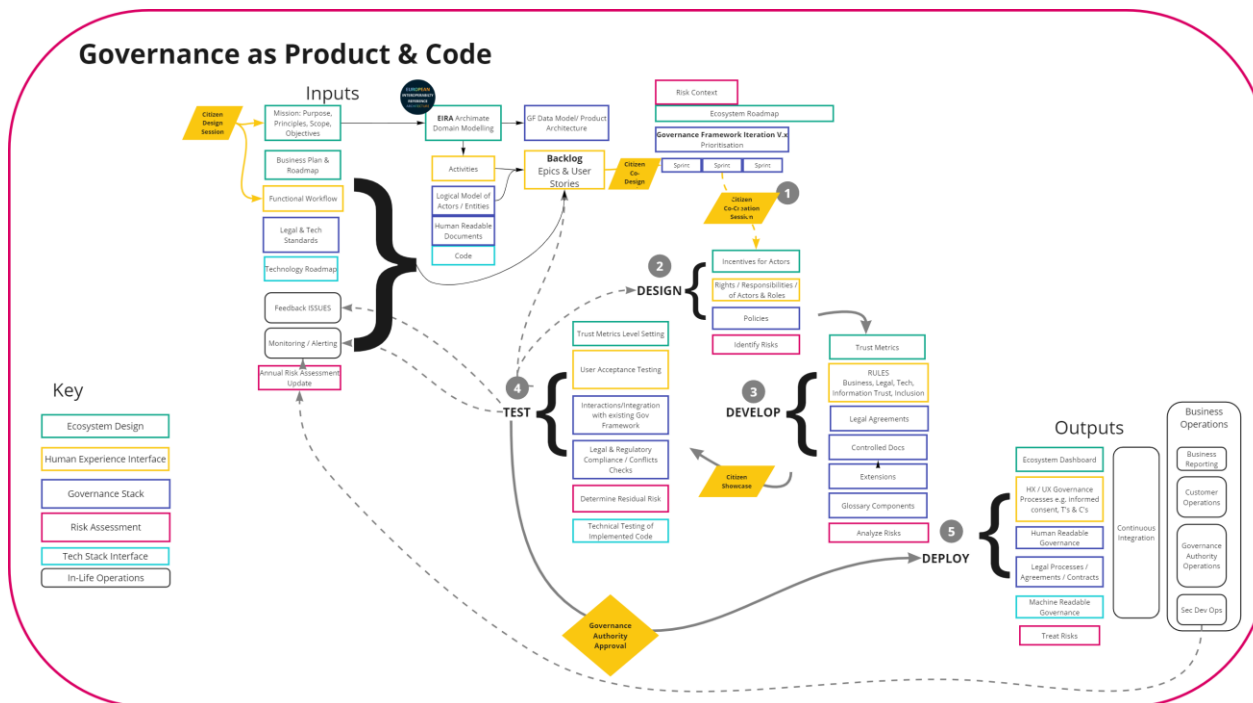 Governance as Product & Code
Inputs
Citizen
Design
Session
Mission: Purpose,
Principles, Scope,
Objectives
Business Plan &
Roadmap
Functional Workflow
Legal & Tech
Standards
Technology Roadmap
Feedback ISSUES
Monitoring / Alerting
Annual Risk Assessment
Update
EUROPEAN
INTEROPERABILITY
REFERENCE
ARCHITECTURE
EIRA Archimate
Domain Modelling
GF Data Model/ Product
Architecture
Activities
Logical Model of
Actors / Entities
Human Readable
Documents
Code
Backlog
Epics & User
Stories
Citizen
Co-
Design
Risk Context
Ecosystem Roadmap
Governance Framework Iteration V.x
Prioritisation
Sprint
Sprint
Sprint
Citizen
Co-Creation
Session
1
2
DESIGN
Incentives for Actors
Rights / Responsibilities /
of Actors & Roles
Policies
Identify Risks
3
DEVELOP
Trust Metrics
RULES
Business, Legal, Tech,
Information Trust, Inclusion
Legal Agreements
Controlled Docs
Extensions
Glossary Components
Analyze Risks
Citizen
Showcase
4
TEST
Trust Metrics Level Setting
User Acceptance Testing
Interactions/Integration
with existing Gov
Framework
Legal & Regulatory
Compliance / Conflicts
Checks
Determine Residual Risk
Technical Testing of
Implemented Code
Governance
Authority
Approval
5
DEPLOY
Outputs
Ecosystem Dashboard
HX / UX Governance
Processes e.g. informed
consent, T's & C's
Human Readable
Governance
Legal Processes /
Agreements / Contracts
Machine Readable
Governance
Treat Risks
Continuous
Integration
Business
Operations
Business
Reporting
Customer
Operations
Governance
Authority
Operations
Sec Dev Ops
Key
Ecosystem Design
Human Experience Interface
Governance Stack
Risk Assessment
Tech Stack Interface
In-Life Operations